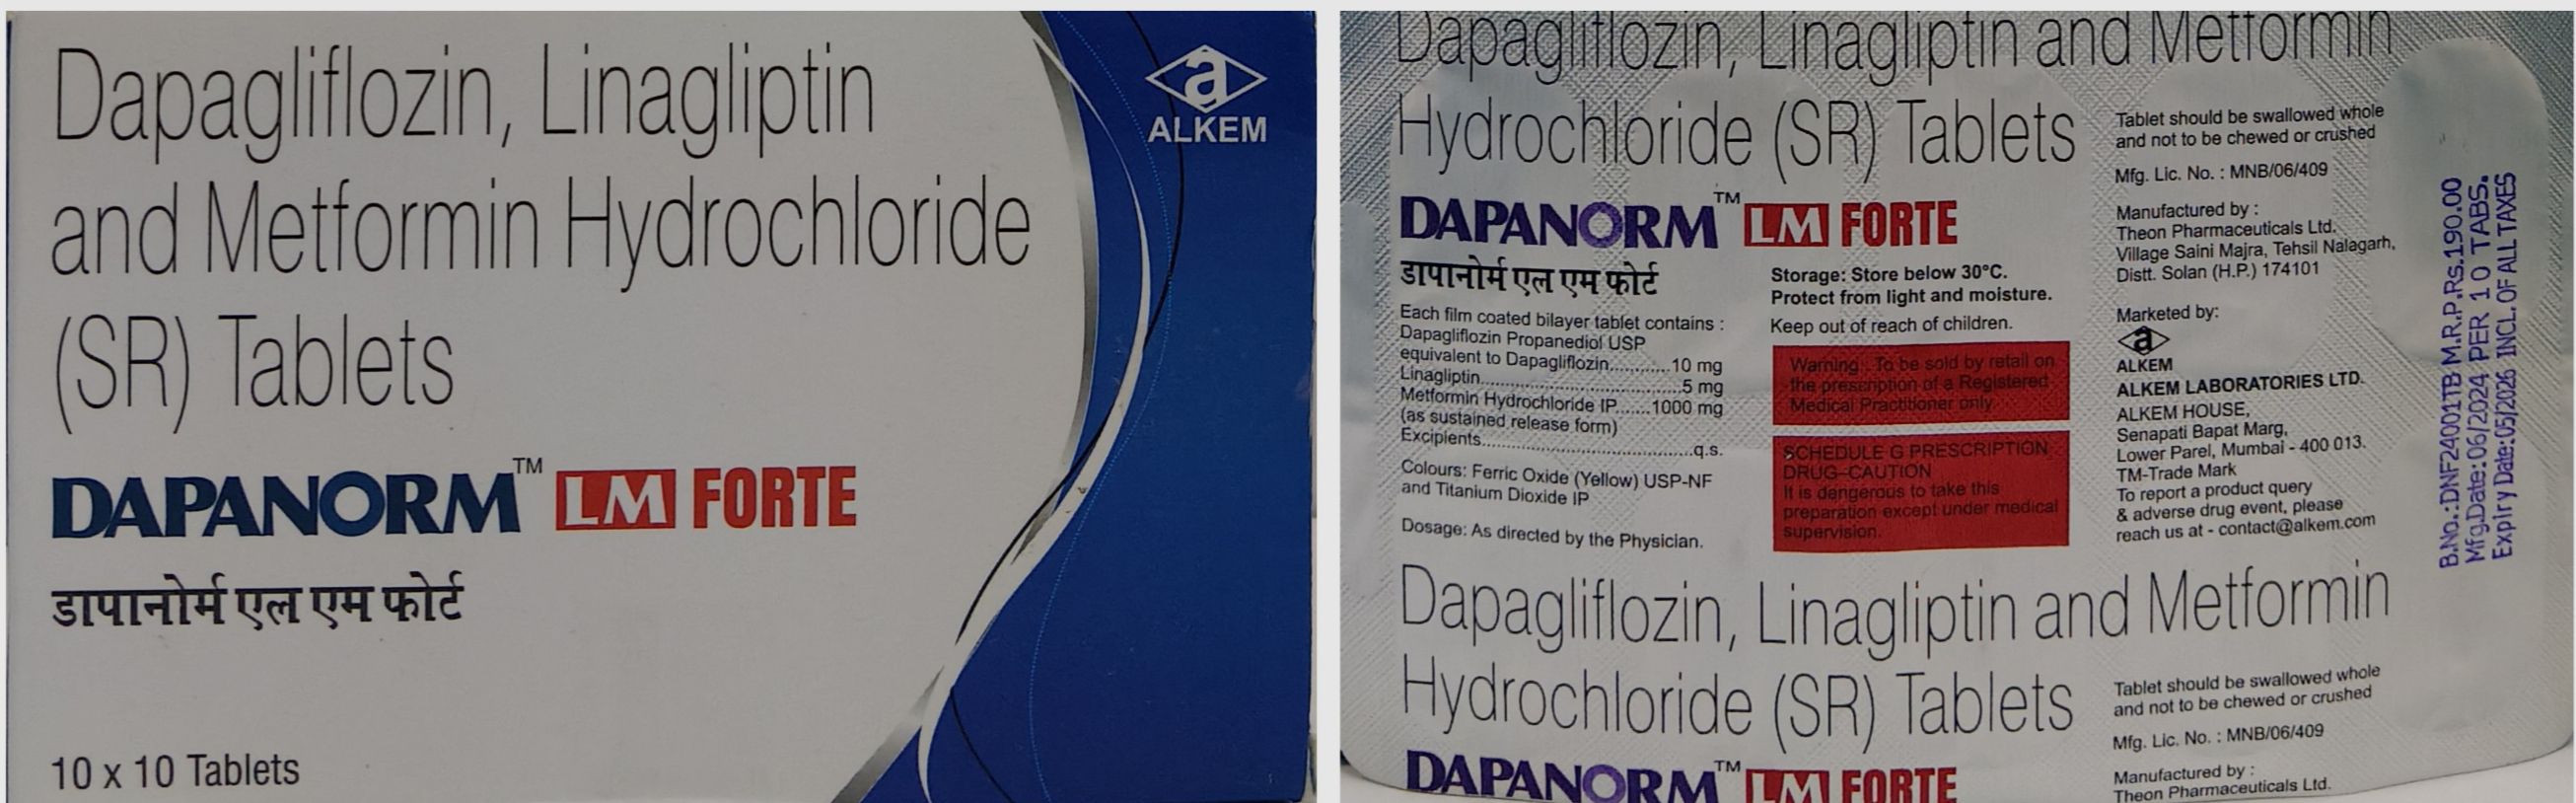 Dapagliflozin, Linagliptin
and Metformin Hydrochloride
(SR) Tablets
DAPANORM™ LM FORTE
डापानोर्म एल एम फोर्ट
10 x 10 Tablets
a
ALKEM
Dapagliflozin, Linagliptin and Metformin
Hydrochloride (SR) Tablets
DAPANORM™ LM FORTE
डापानोर्म एल एम फोर्ट
Each film coated bilayer tablet contains :
Dapagliflozin Propanediol USP
equivalent to Dapagliflozin............10 mg
Linagliptin........................................5 mg
Metformin Hydrochloride IP......1000 mg
(as sustained release form)
Excipients..........................................q.s.
Colours: Ferric Oxide (Yellow) USP-NF
and Titanium Dioxide IP
Dosage: As directed by the Physician.
Storage: Store below 30°C.
Protect from light and moisture.
Keep out of reach of children.
Warning : To be sold by retail on
the prescription of a Registered
Medical Practitioner only.
SCHEDULE G PRESCRIPTION
DRUG-CAUTION
It is dangerous to take this
preparation except under medical
supervision.
Tablet should be swallowed whole
and not to be chewed or crushed
Mfg. Lic. No. : MNB/06/409
Manufactured by :
Theon Pharmaceuticals Ltd.
Village Saini Majra, Tehsil Nalagarh,
Distt. Solan (H.P.) 174101
Marketed by:
a
ALKEM
ALKEM LABORATORIES LTD.
ALKEM HOUSE,
Senapati Bapat Marg,
Lower Parel, Mumbai - 400 013.
TM-Trade Mark
To report a product query
& adverse drug event, please
reach us at - contact@alkem.com
B.No.:DNF24001TB M.R.P.Rs.190.00
Mfg.Date:06/2024 PER 10 TABS.
Expiry Date:05/2026 INCL. OF ALL TAXES
Dapagliflozin, Linagliptin and Metformin
Hydrochloride (SR) Tablets
DAPANORM™ LM FORTE
Tablet should be swallowed whole
and not to be chewed or crushed
Mfg. Lic. No. : MNB/06/409
Manufactured by :
Theon Pharmaceuticals Ltd.